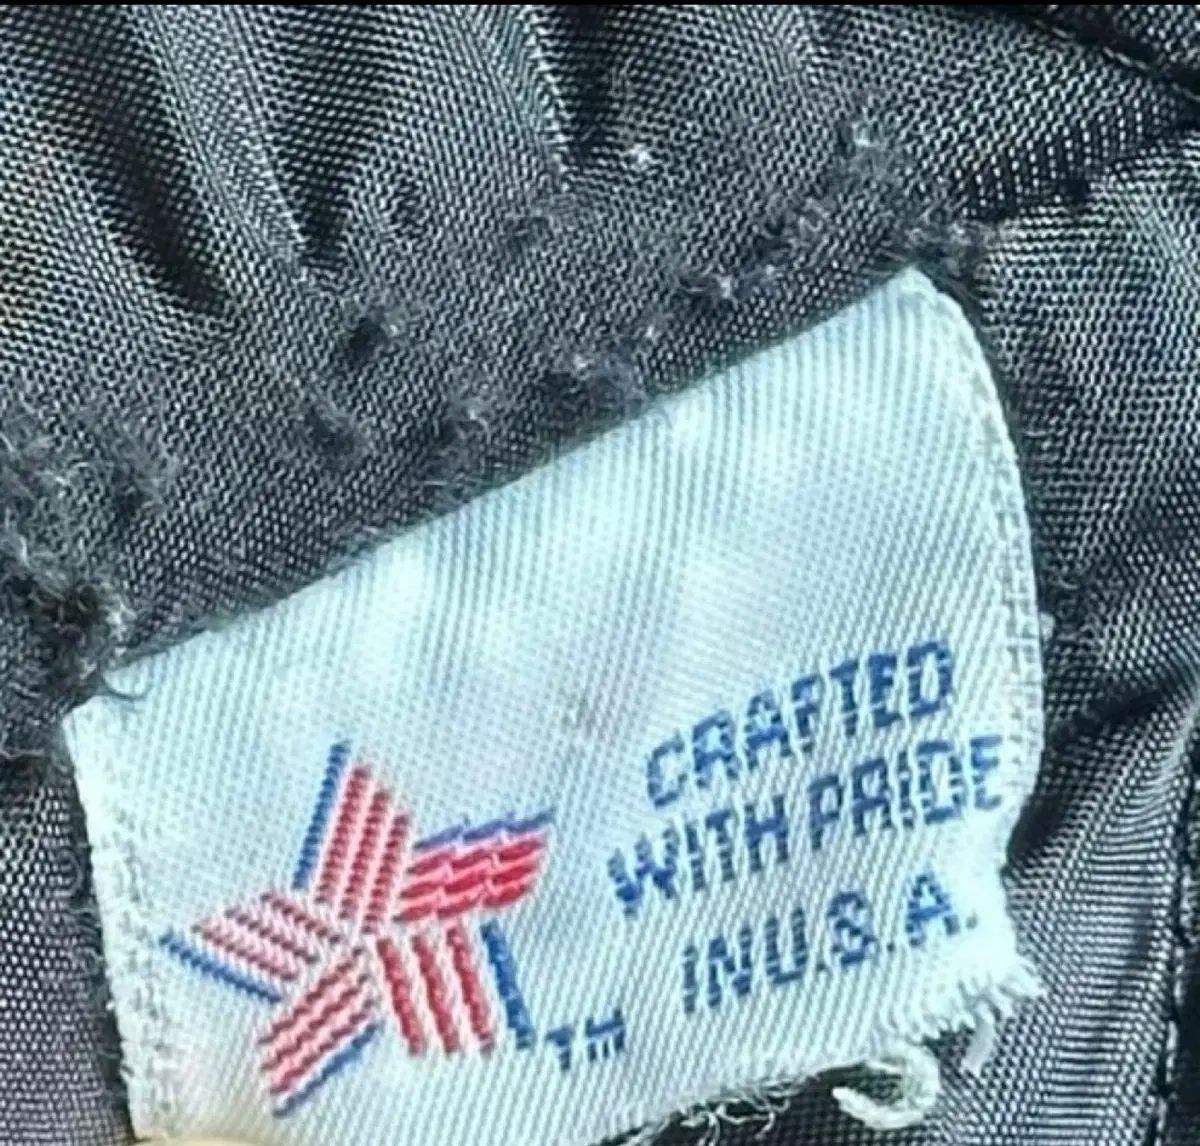 CRAFTED
WITH PRIDE
IN U.S.A.
TM